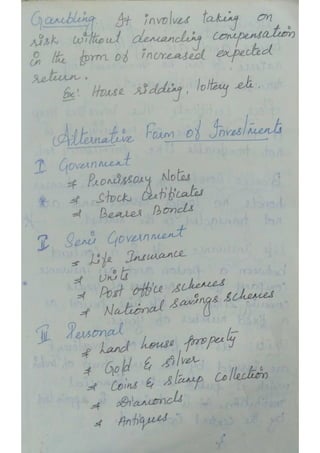 Gambling It involves taking on
risk without demanding compensation
in the form of increased expected
return.
Ex: Horse ridding, lottery etc.
Alternative Form of Investments
I Government
* Promissory Notes
* Stock Certificates
* Bearer Bonds
II Semi Government
* Life Insurance
* Units
* Post office schemes
* National Savings Schemes
III Personal
* Land house property
* Gold & Silver
* Coins & Stamp Collection
* Diamonds
* Antiques